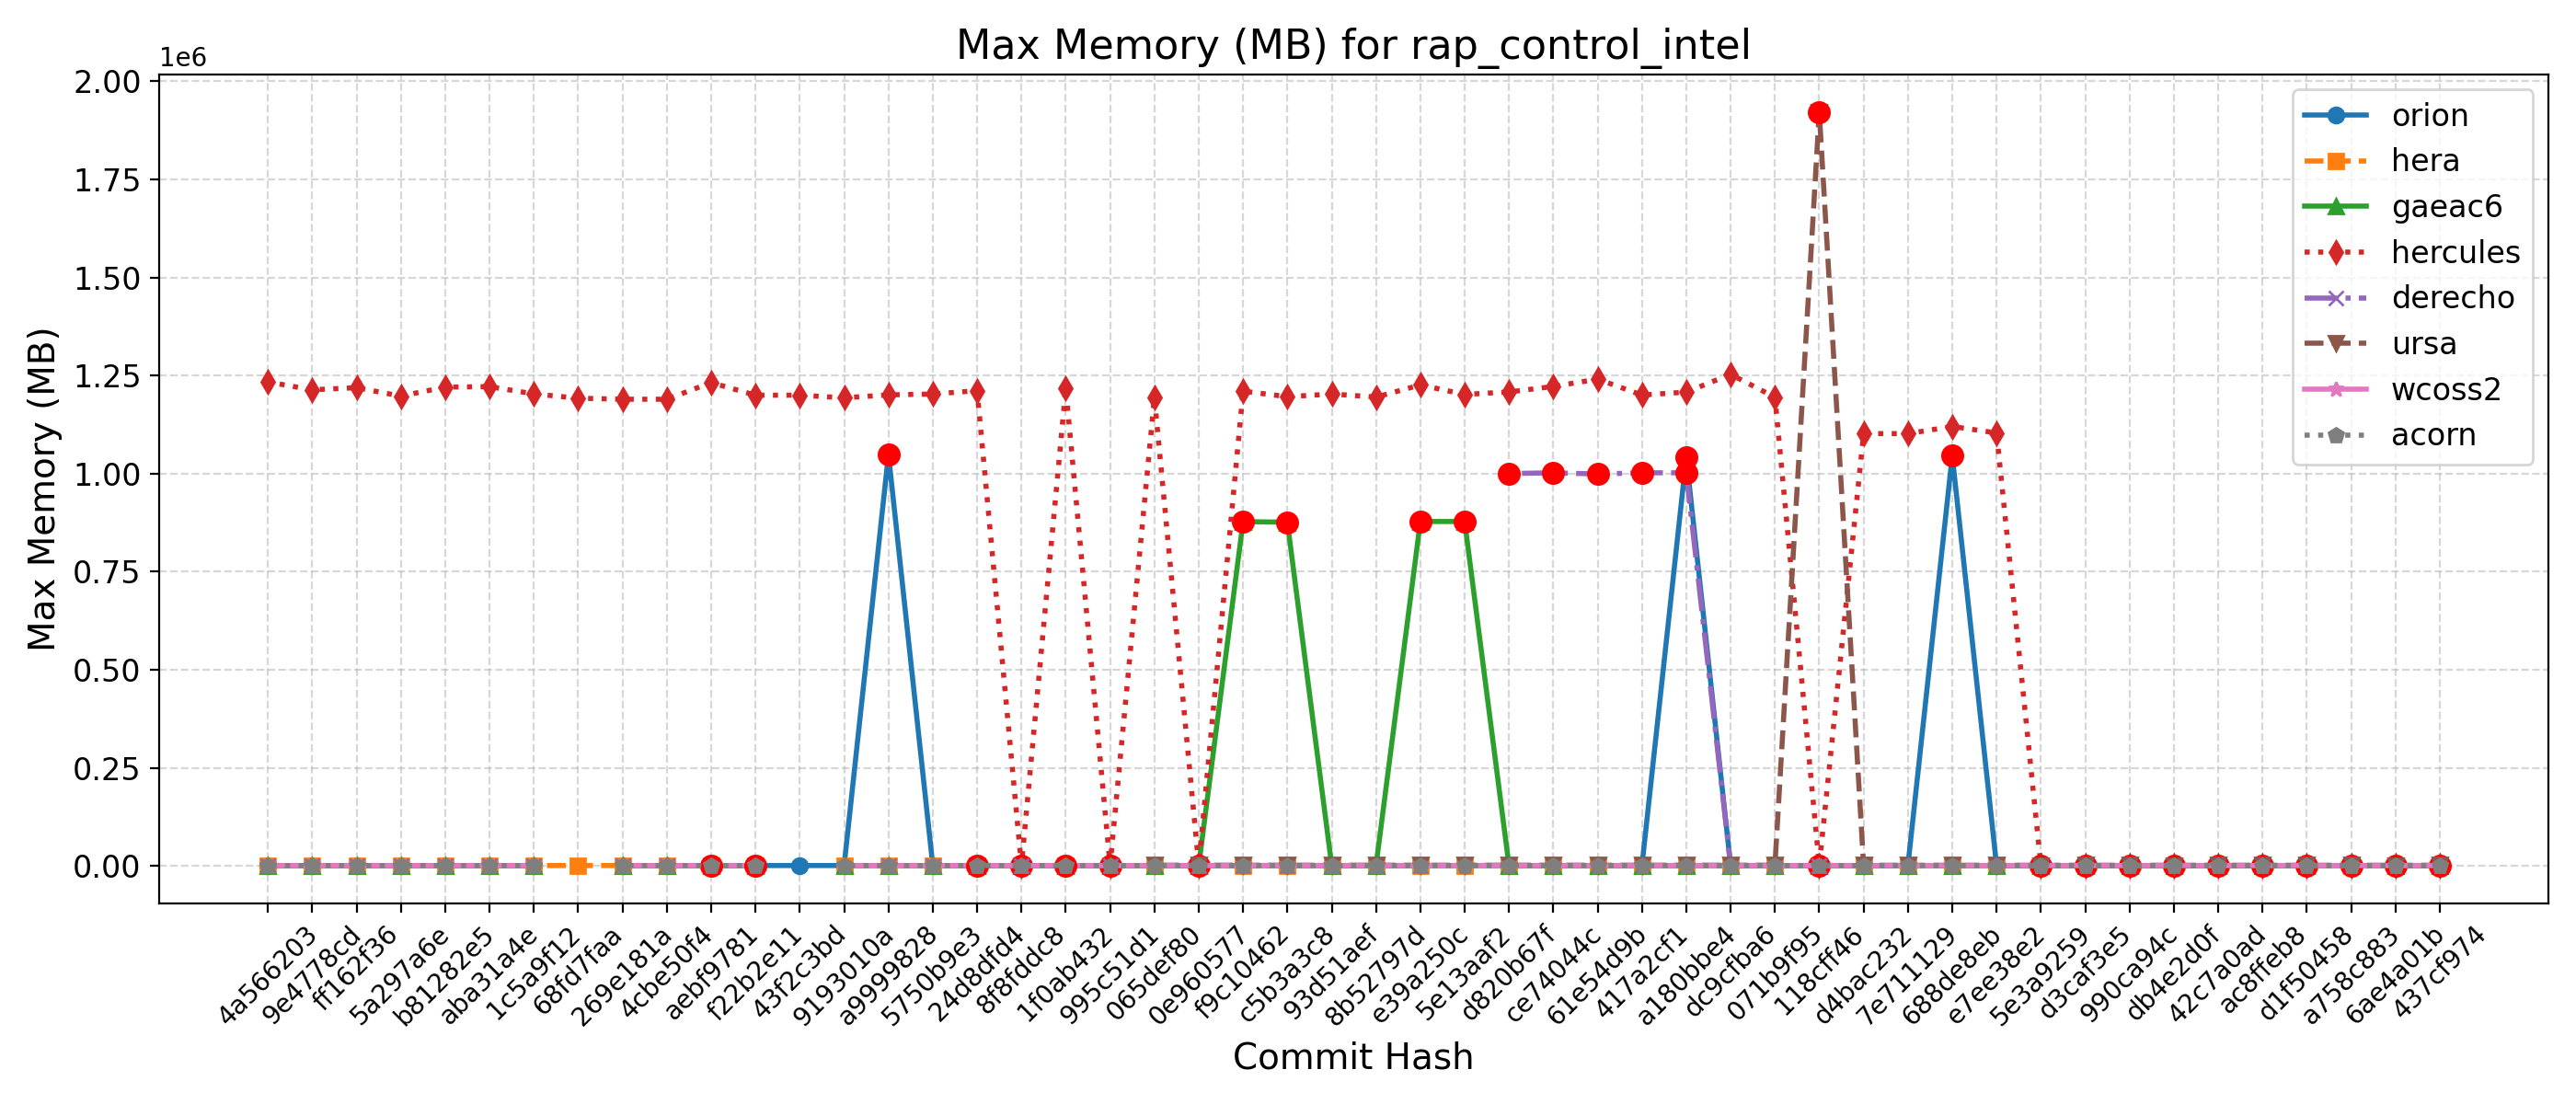 Max Memory (MB) for rap_control_intel
1e6
2.00
1.75
1.50
1.25
1.00
0.75
0.50
0.25
0.00
Max Memory (MB)
orion
hera
gaeac6
hercules
derecho
ursa
wcoss2
acorn
4a566203
9e4778cd
ff162f36
5a297a6e
b81282e5
aba31a4e
1c5a9f12
68fd7faa
269e181a
4cbe50f4
aebf9781
f22b2e11
43f2c3bd
9193010a
a9999828
5750b9e3
24d8dfd4
8f8fddc8
1f0ab432
995c51d1
065def80
0e960577
f9c10462
c5b3a3c8
93d51aef
8b52797d
e39a250c
5e13aaf2
d820b67f
ce74044c
61e54d9b
417a2cf1
a180bbe4
dc9cfba6
071b9f95
118cff46
d4bac232
7e711129
688de8eb
e7ee38e2
5e3a9259
d3caf3e5
990ca94c
db4e2d0f
42c7a0ad
ac8ffeb8
d1f50458
a758c883
6ae4a01b
437cf974
Commit Hash